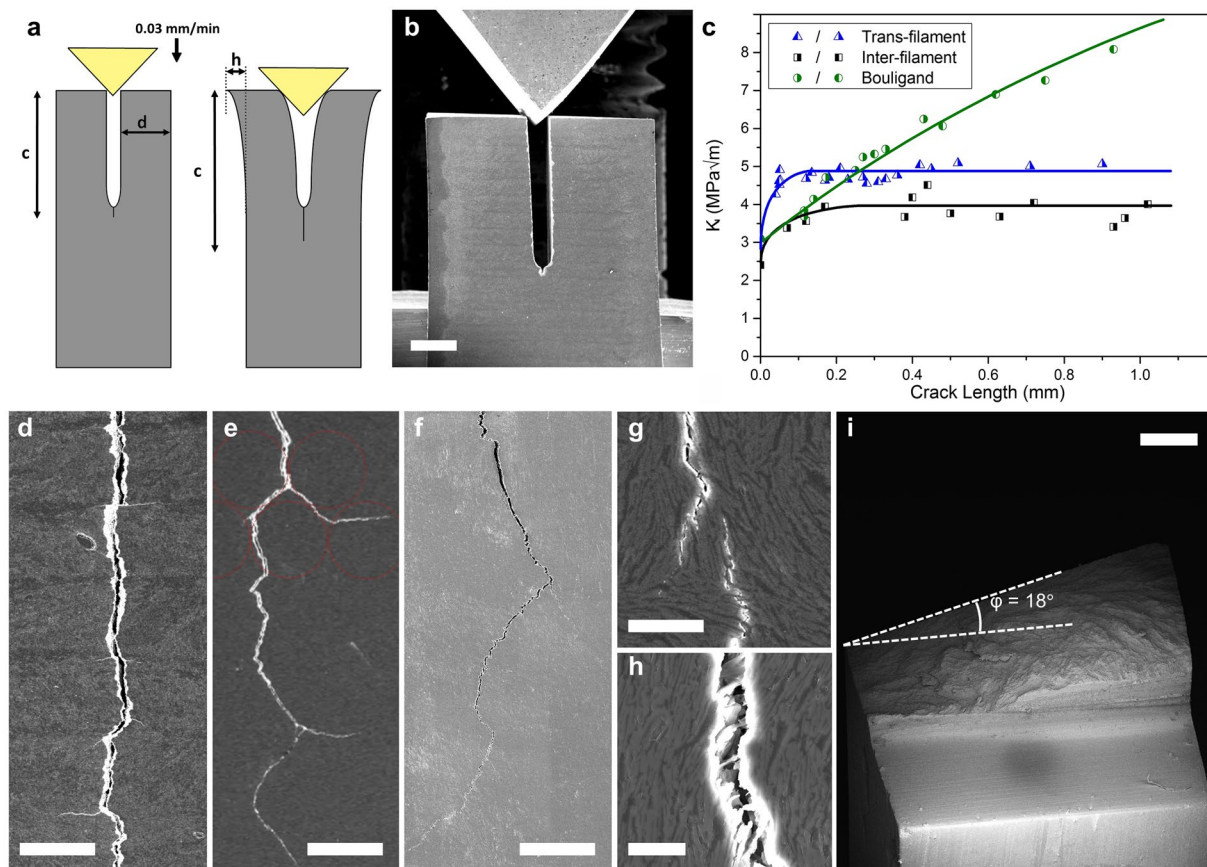 a
0.03 mm/min
h
d
c
c
b
c
▲ / ▲ Trans-filament
■ / ■ Inter-filament
● / ● Bouligand
9
8
7
6
5
4
3
2
1
0
K (MPa√m)
0.0 0.2 0.4 0.6 0.8 1.0
Crack Length (mm)
d
e
f
g
h
i
φ = 18°